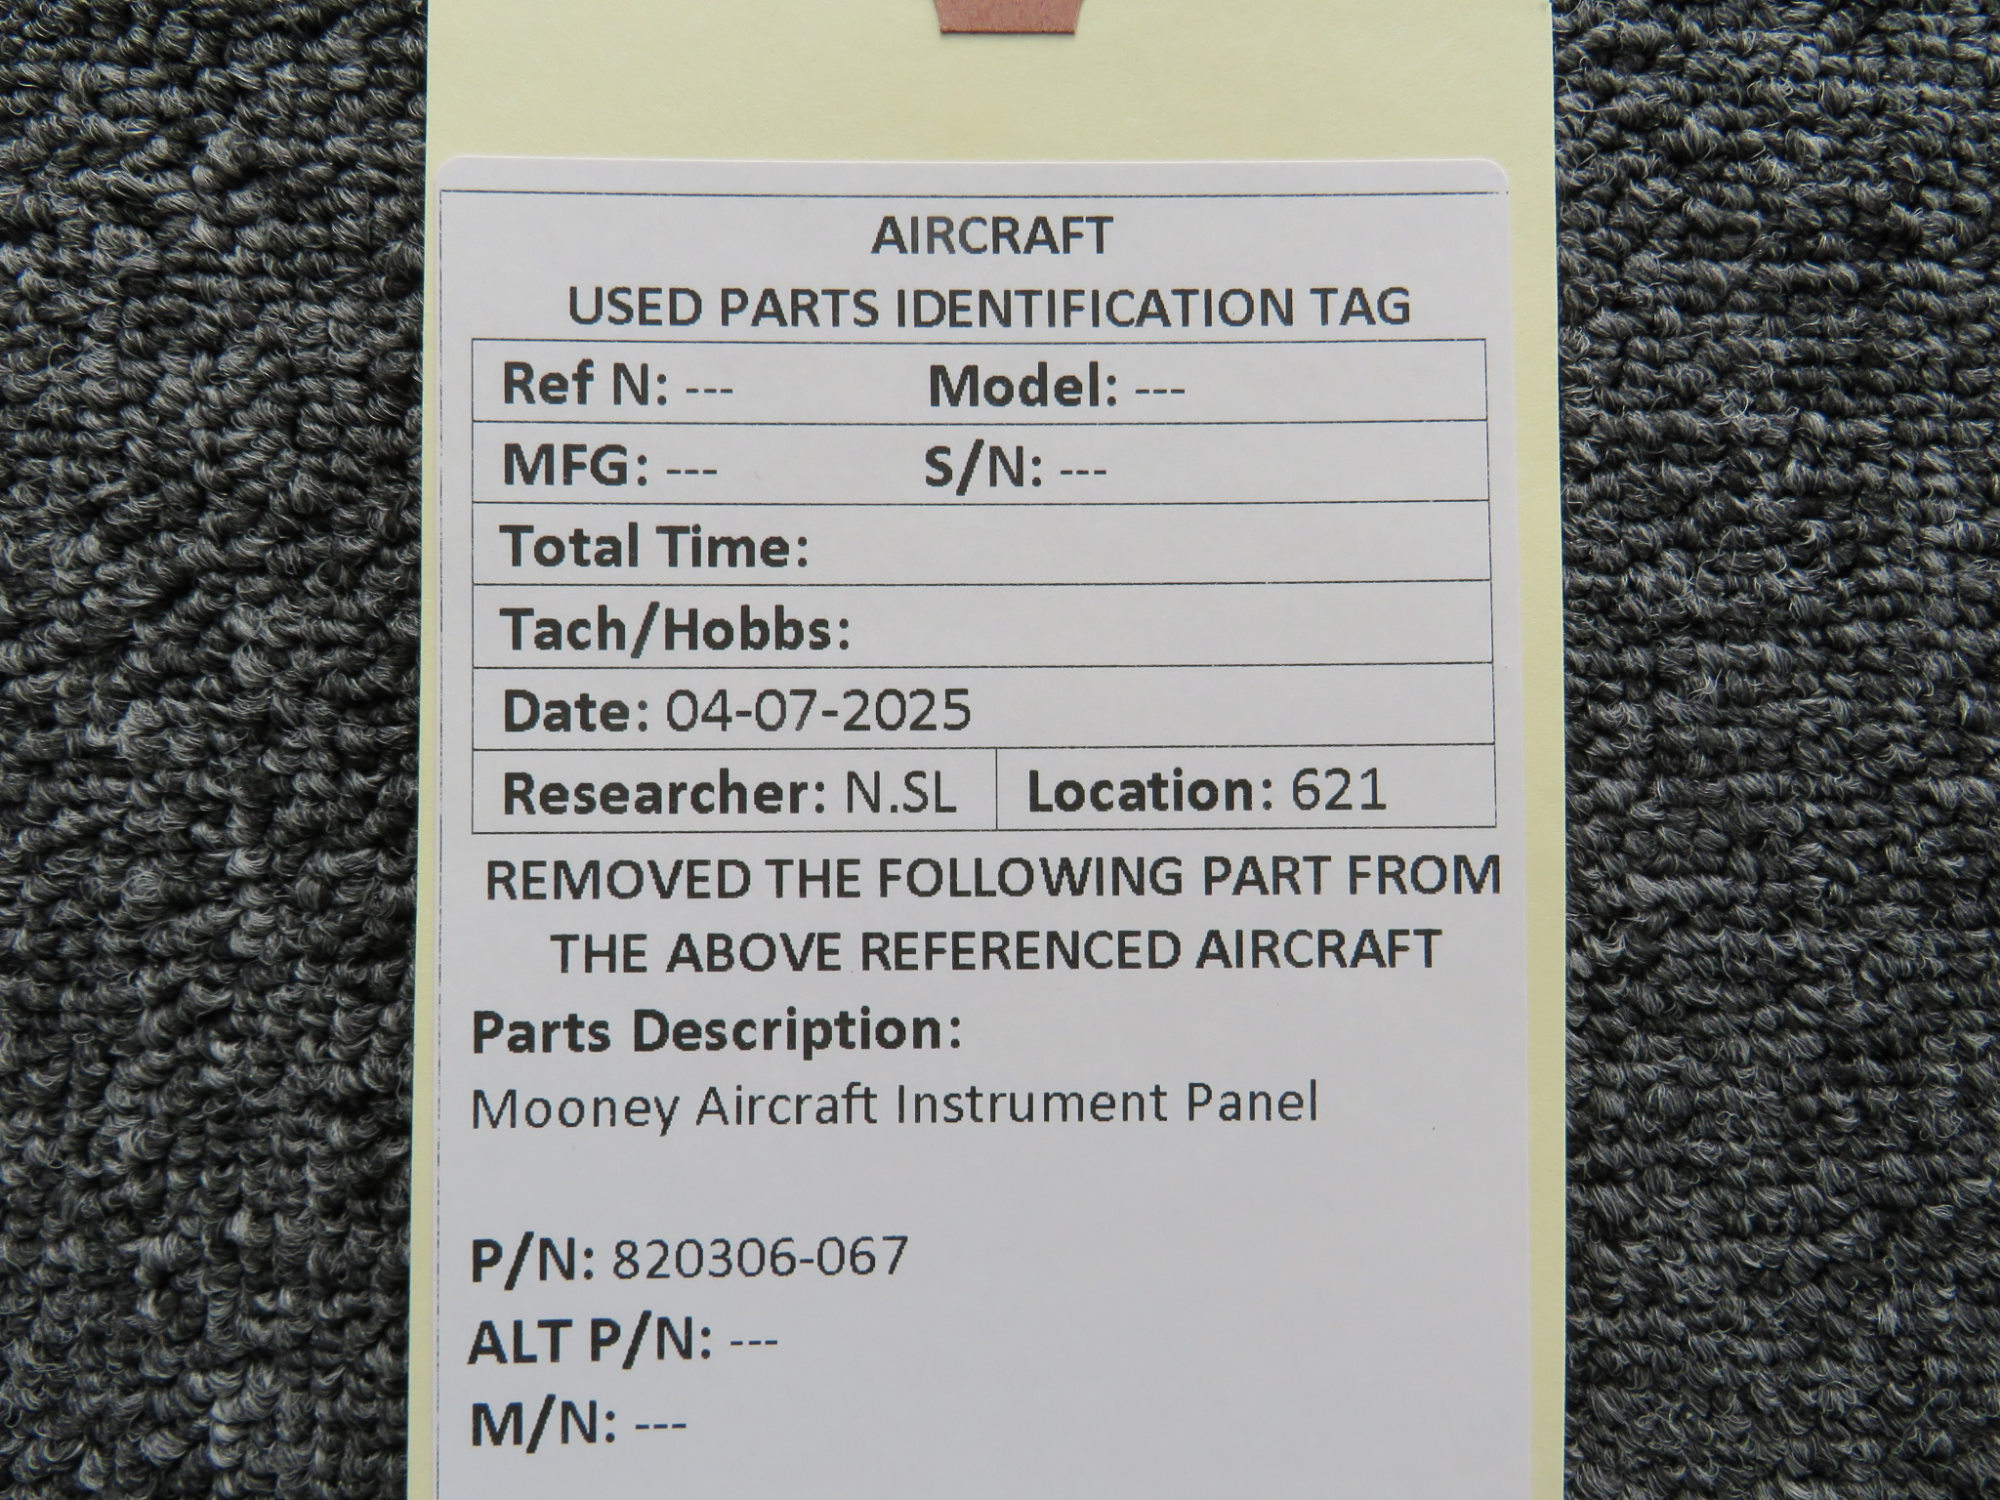 AIRCRAFT
USED PARTS IDENTIFICATION TAG
Ref N: --- Model: ---
MFG: --- S/N: ---
Total Time:
Tach/Hobbs:
Date: 04-07-2025
Researcher: N.SL Location: 621
REMOVED THE FOLLOWING PART FROM
THE ABOVE REFERENCED AIRCRAFT
Parts Description:
Mooney Aircraft Instrument Panel
P/N: 820306-067
ALT P/N: ---
M/N: ---